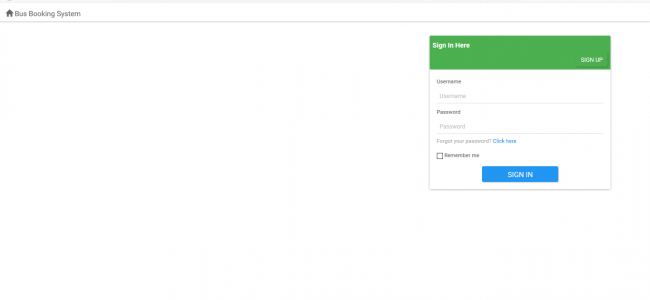 Bus Booking System
Sign In Here
SIGN UP
Username
Username
Password
Password
Forgot your password? Click here
Remember me
SIGN IN